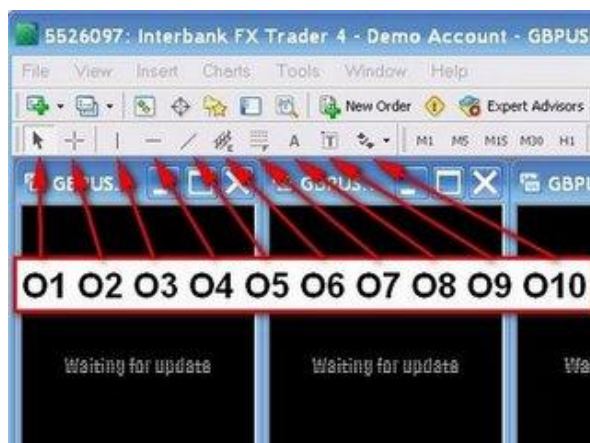 5526097: Interbank FX Trader 4 - Demo Account - GBPUS
File View Insert Charts Tools Window Help
New Order Expert Advisors
A T M1 M5 M15 M30 H1
GBPUS... GBPUS... GBPU
O1 O2 O3 O4 O5 O6 O7 O8 O9 O10
Waiting for update Waiting for update Wa